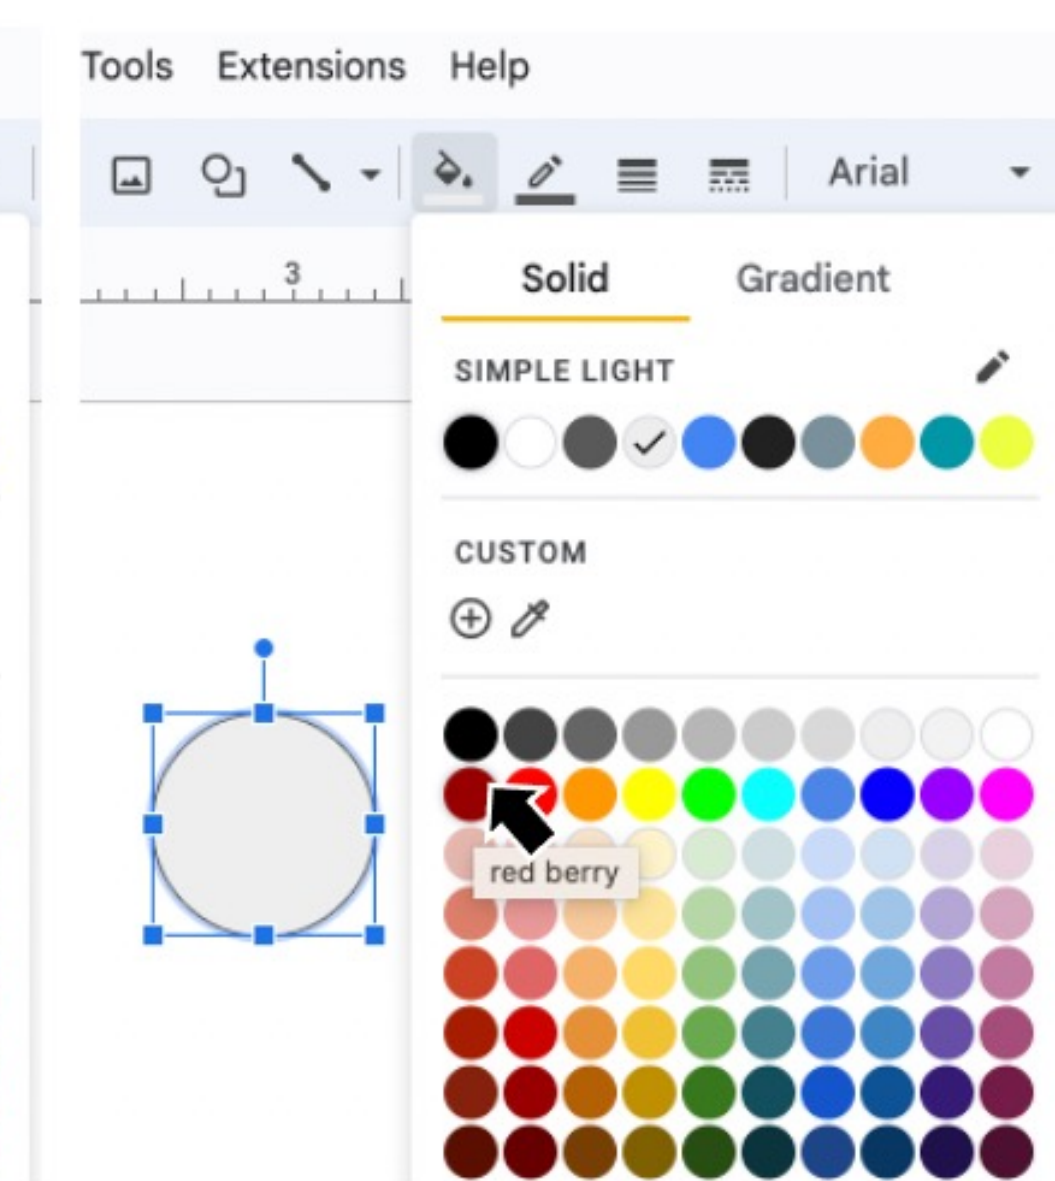 Tools Extensions Help
Arial
3
Solid Gradient
SIMPLE LIGHT
CUSTOM
red berry